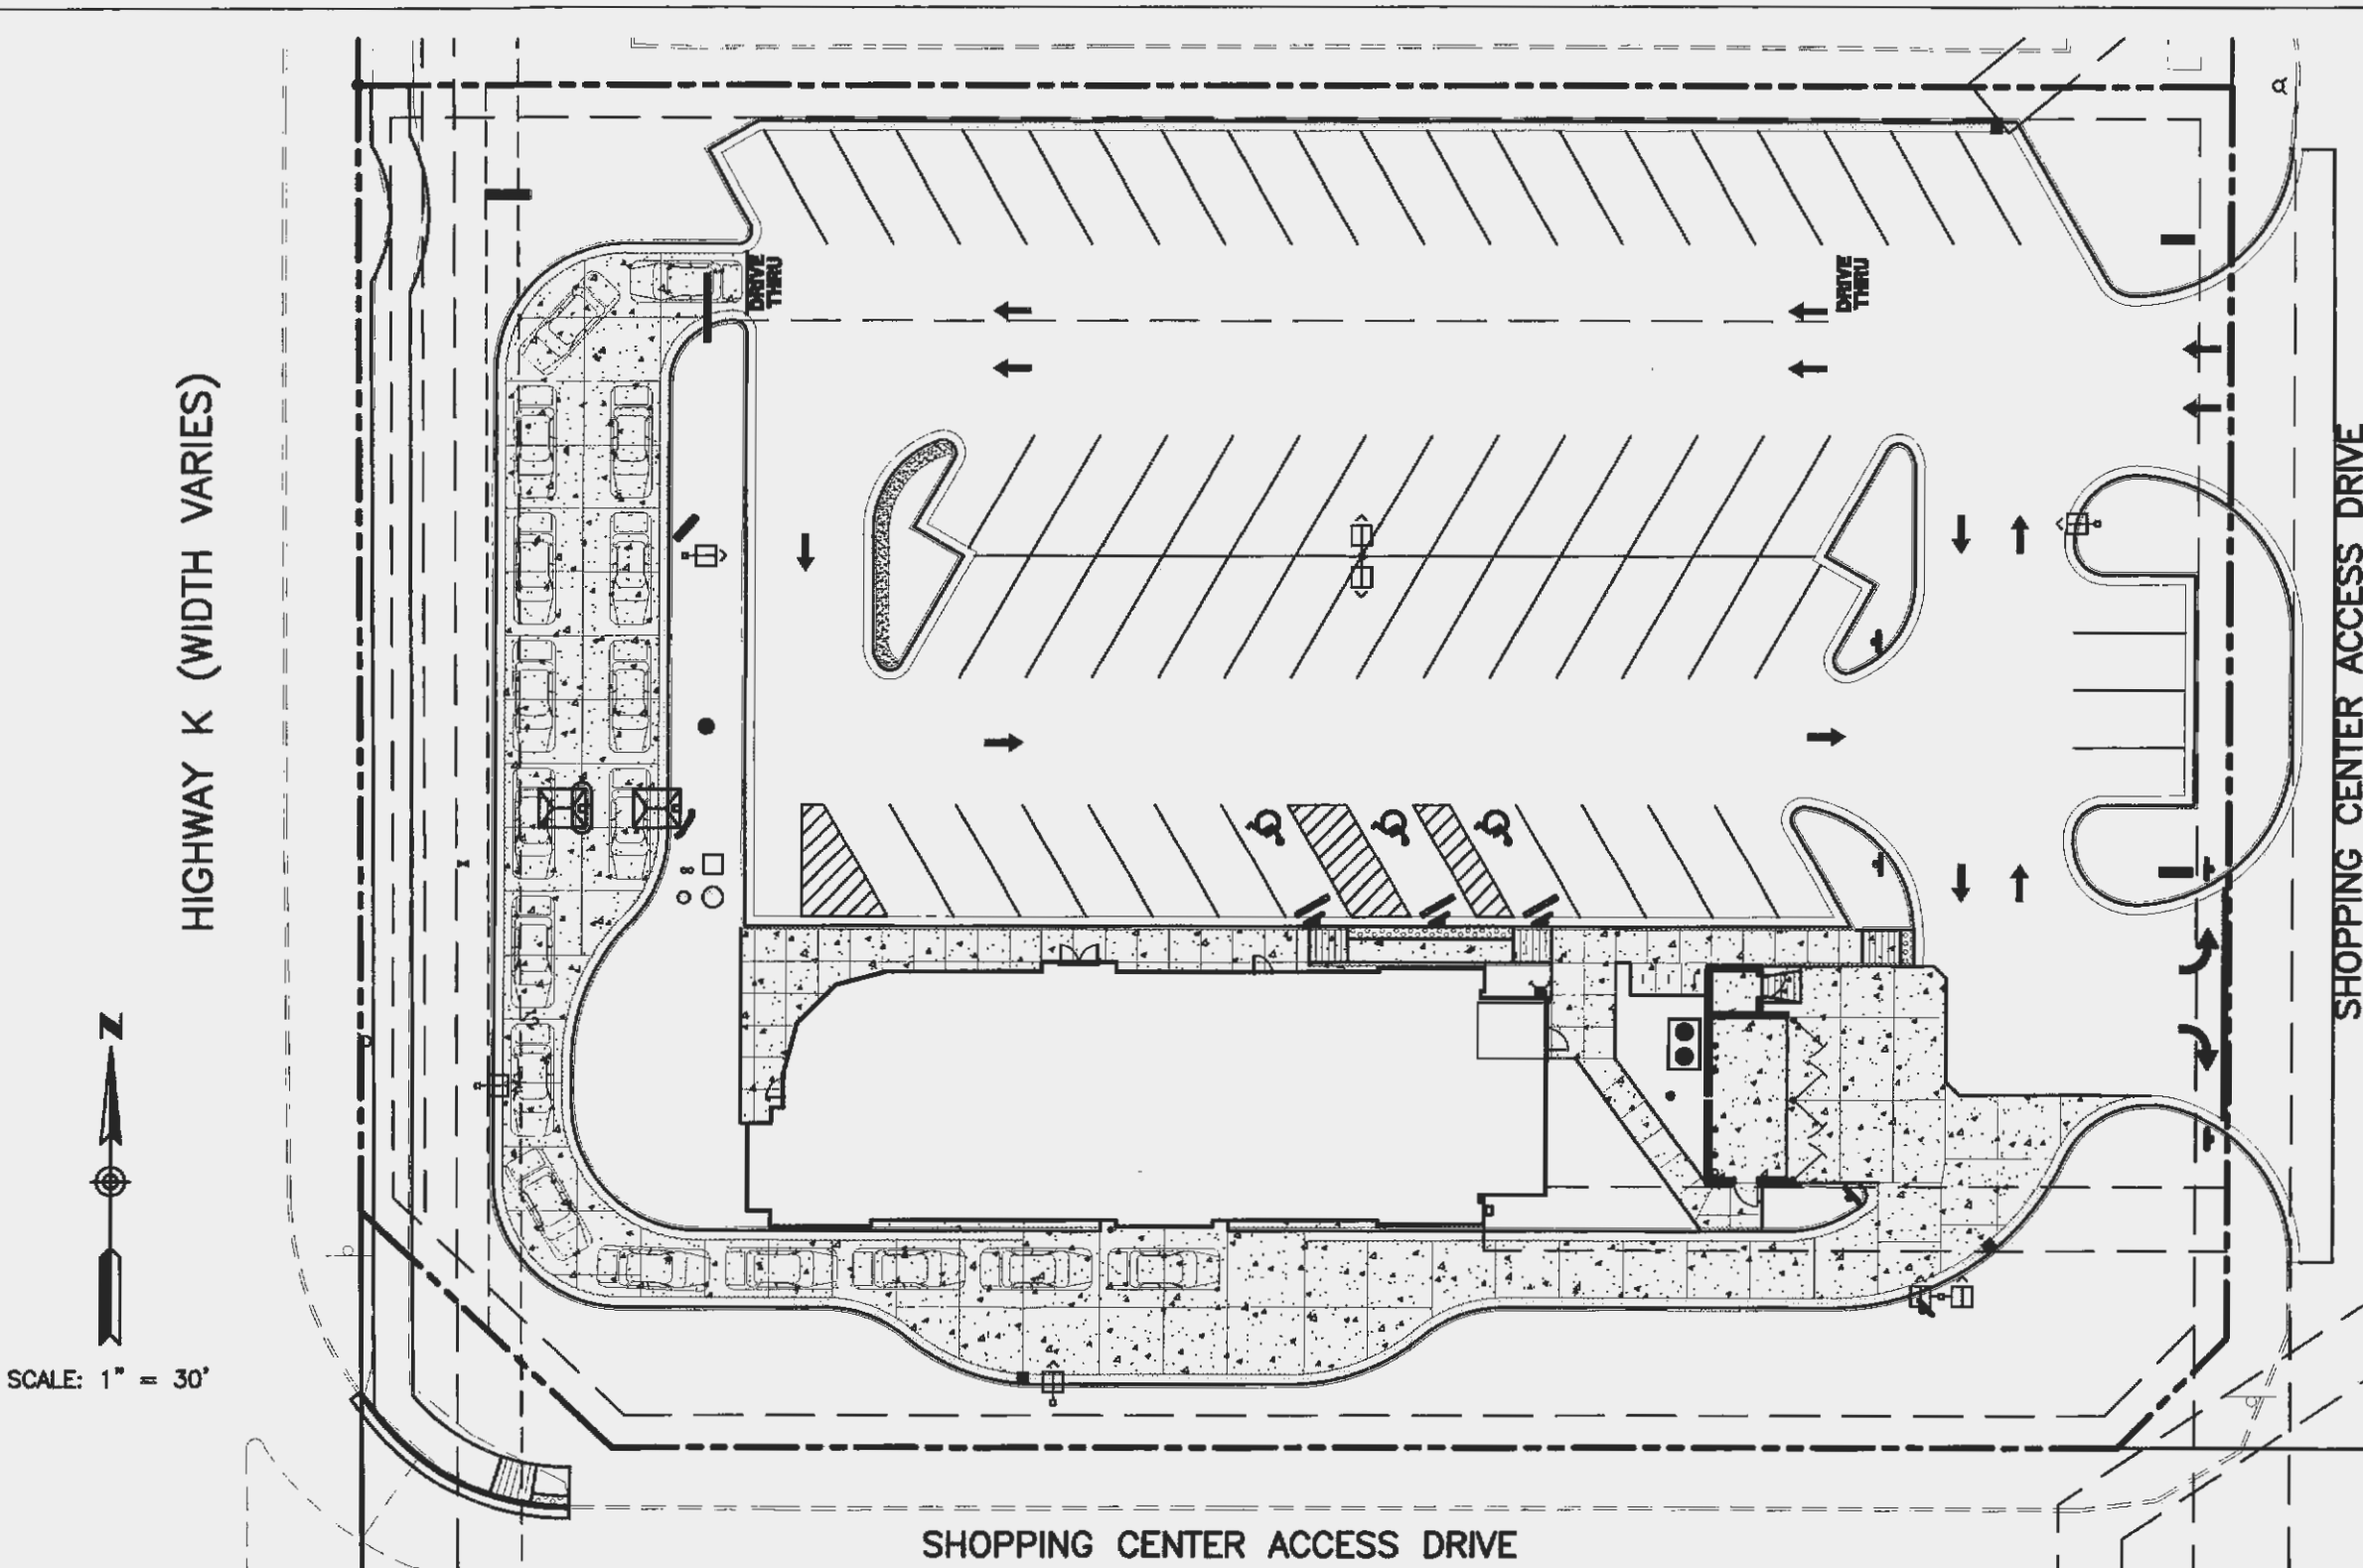 DRIVE
THRU
DRIVE
THRU
HIGHWAY K (WIDTH VARIES)
SHOPPING CENTER ACCESS DRIVE
N
SCALE: 1" = 30'
SHOPPING CENTER ACCESS DRIVE